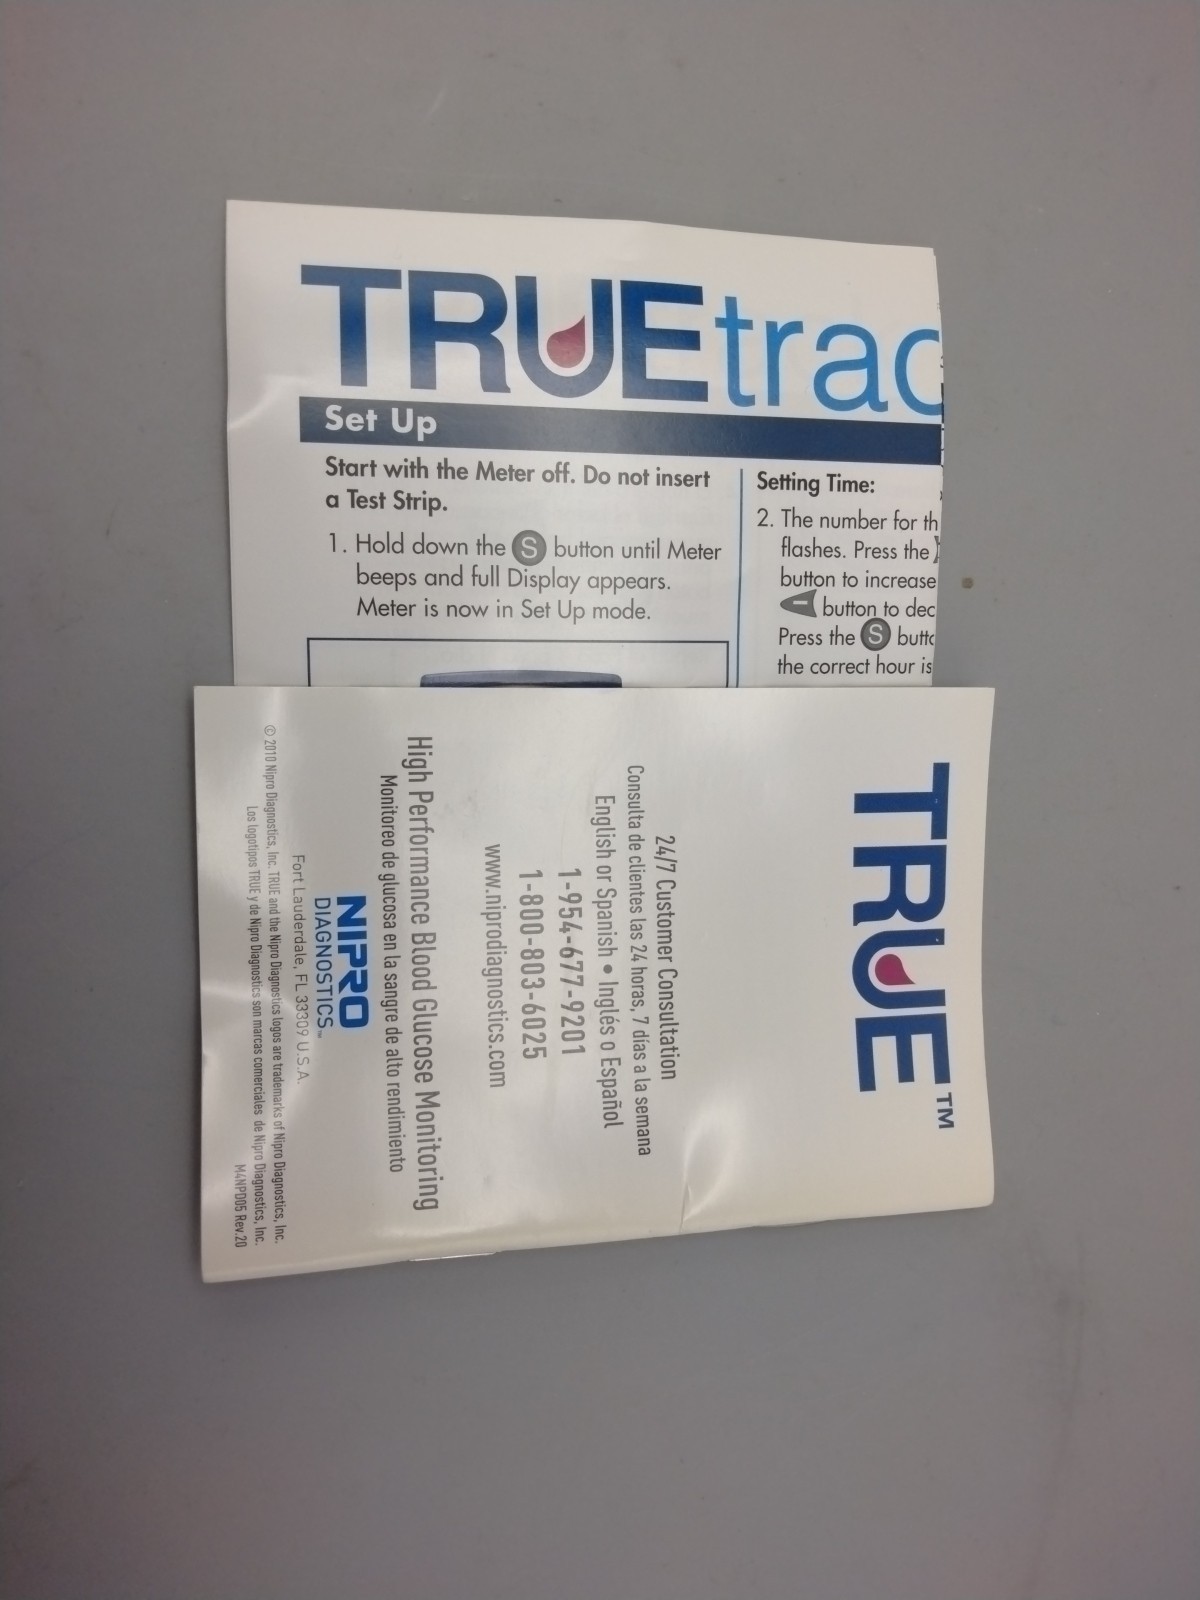 TRUEtrac
Set Up
Start with the Meter off. Do not insert
a Test Strip.
1. Hold down the S button until Meter
beeps and full Display appears.
Meter is now in Set Up mode.
Setting Time:
2. The number for th
flashes. Press the
button to increase
button to dec
Press the S butto
the correct hour is
TRUE™
24/7 Customer Consultation
Consulta de clientes las 24 horas, 7 días a la semana
English or Spanish • Inglés o Español
1-954-677-9201
1-800-803-6025
www.niprodiagnostics.com
High Performance Blood Glucose Monitoring
Monitoreo de glucosa en la sangre de alto rendimiento
NIPRO
DIAGNOSTICS™
Fort Lauderdale, FL 33309 U.S.A.
© 2010 Nipro Diagnostics, Inc. TRUE and the Nipro Diagnostics logos are trademarks of Nipro Diagnostics, Inc.
Los logotipos TRUE y de Nipro Diagnostics son marcas comerciales de Nipro Diagnostics, Inc.
M4NPD05 Rev.20